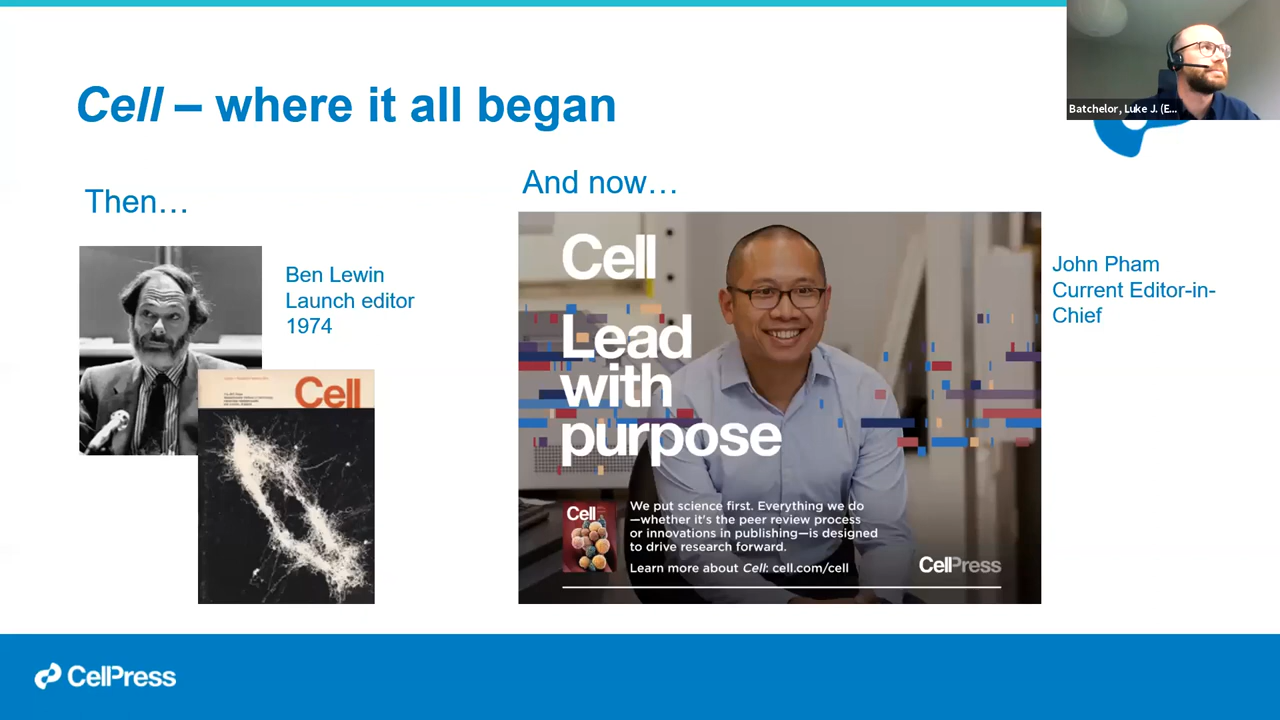 Cell – where it all began
Batchelor, Luke J. (E...
Then…
Ben Lewin
Launch editor
1974
Cell
And now…
Cell
Lead
with
purpose
Cell
We put science first. Everything we do
—whether it's the peer review process
or innovations in publishing—is designed
to drive research forward.
Learn more about Cell: cell.com/cell
CellPress
John Pham
Current Editor-in-
Chief
CellPress